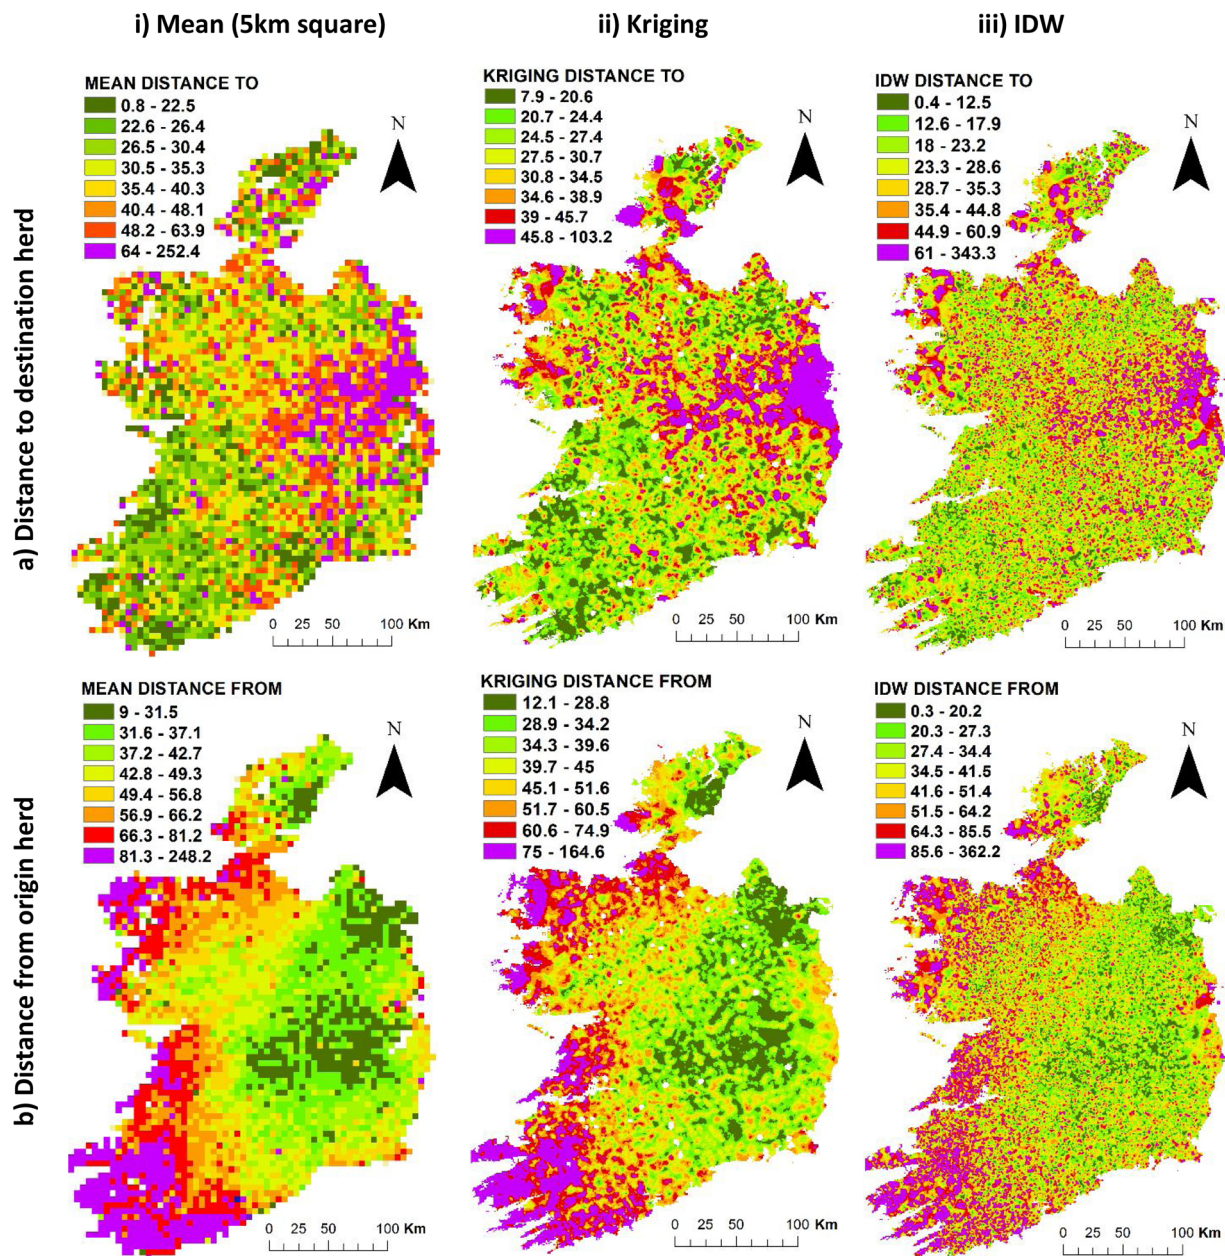 i) Mean (5km square)
ii) Kriging
iii) IDW
a) Distance to destination herd
MEAN DISTANCE TO
0.8 - 22.5
22.6 - 26.4
26.5 - 30.4
30.5 - 35.3
35.4 - 40.3
40.4 - 48.1
48.2 - 63.9
64 - 252.4
N
0 25 50 100 Km
KRIGING DISTANCE TO
7.9 - 20.6
20.7 - 24.4
24.5 - 27.4
27.5 - 30.7
30.8 - 34.5
34.6 - 38.9
39 - 45.7
45.8 - 103.2
N
0 25 50 100 Km
IDW DISTANCE TO
0.4 - 12.5
12.6 - 17.9
18 - 23.2
23.3 - 28.6
28.7 - 35.3
35.4 - 44.8
44.9 - 60.9
61 - 343.3
N
0 25 50 100 Km
b) Distance from origin herd
MEAN DISTANCE FROM
9 - 31.5
31.6 - 37.1
37.2 - 42.7
42.8 - 49.3
49.4 - 56.8
56.9 - 66.2
66.3 - 81.2
81.3 - 248.2
N
0 25 50 100 Km
KRIGING DISTANCE FROM
12.1 - 28.8
28.9 - 34.2
34.3 - 39.6
39.7 - 45
45.1 - 51.6
51.7 - 60.5
60.6 - 74.9
75 - 164.6
N
0 25 50 100 Km
IDW DISTANCE FROM
0.3 - 20.2
20.3 - 27.3
27.4 - 34.4
34.5 - 41.5
41.6 - 51.4
51.5 - 64.2
64.3 - 85.5
85.6 - 362.2
N
0 25 50 100 Km